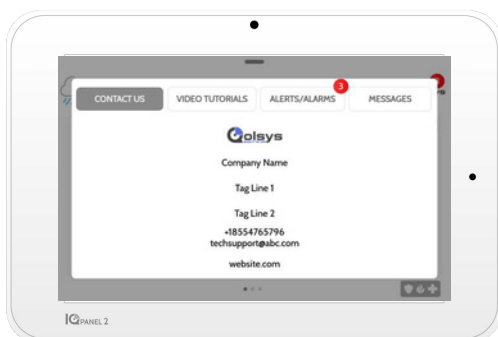 3
CONTACT US VIDEO TUTORIALS ALERTS/ALARMS MESSAGES
Qolsys
Company Name
Tag Line 1
Tag Line 2
+18554765796
techsupport@abc.com
website.com
IQ PANEL 2